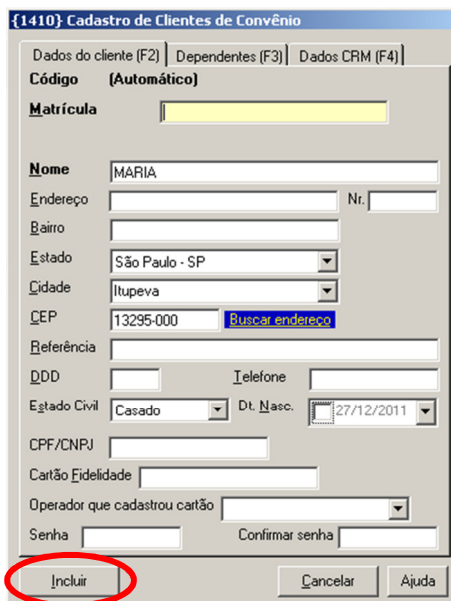 {1410} Cadastro de Clientes de Convênio
Dados do cliente (F2) Dependentes (F3) Dados CRM (F4)
Código (Automático)
Matrícula
Nome MARIA
Endereço Nr.
Bairro
Estado São Paulo - SP
Cidade Itupeva
CEP 13295-000 Buscar endereço
Referência
DDD Telefone
Estado Civil Casado Dt. Nasc. 27/12/2011
CPF/CNPJ
Cartão Fidelidade
Operador que cadastrou cartão
Senha Confirmar senha
Incluir Cancelar Ajuda